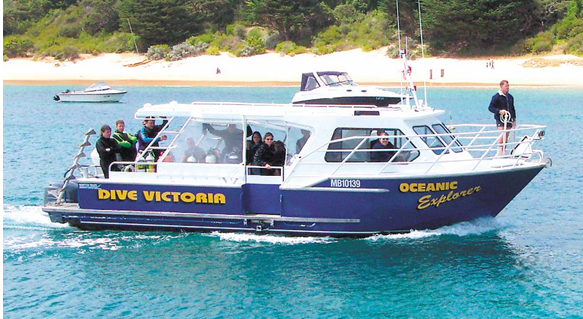 MB10139
DIVE VICTORIA
OCEANIC
Explorer